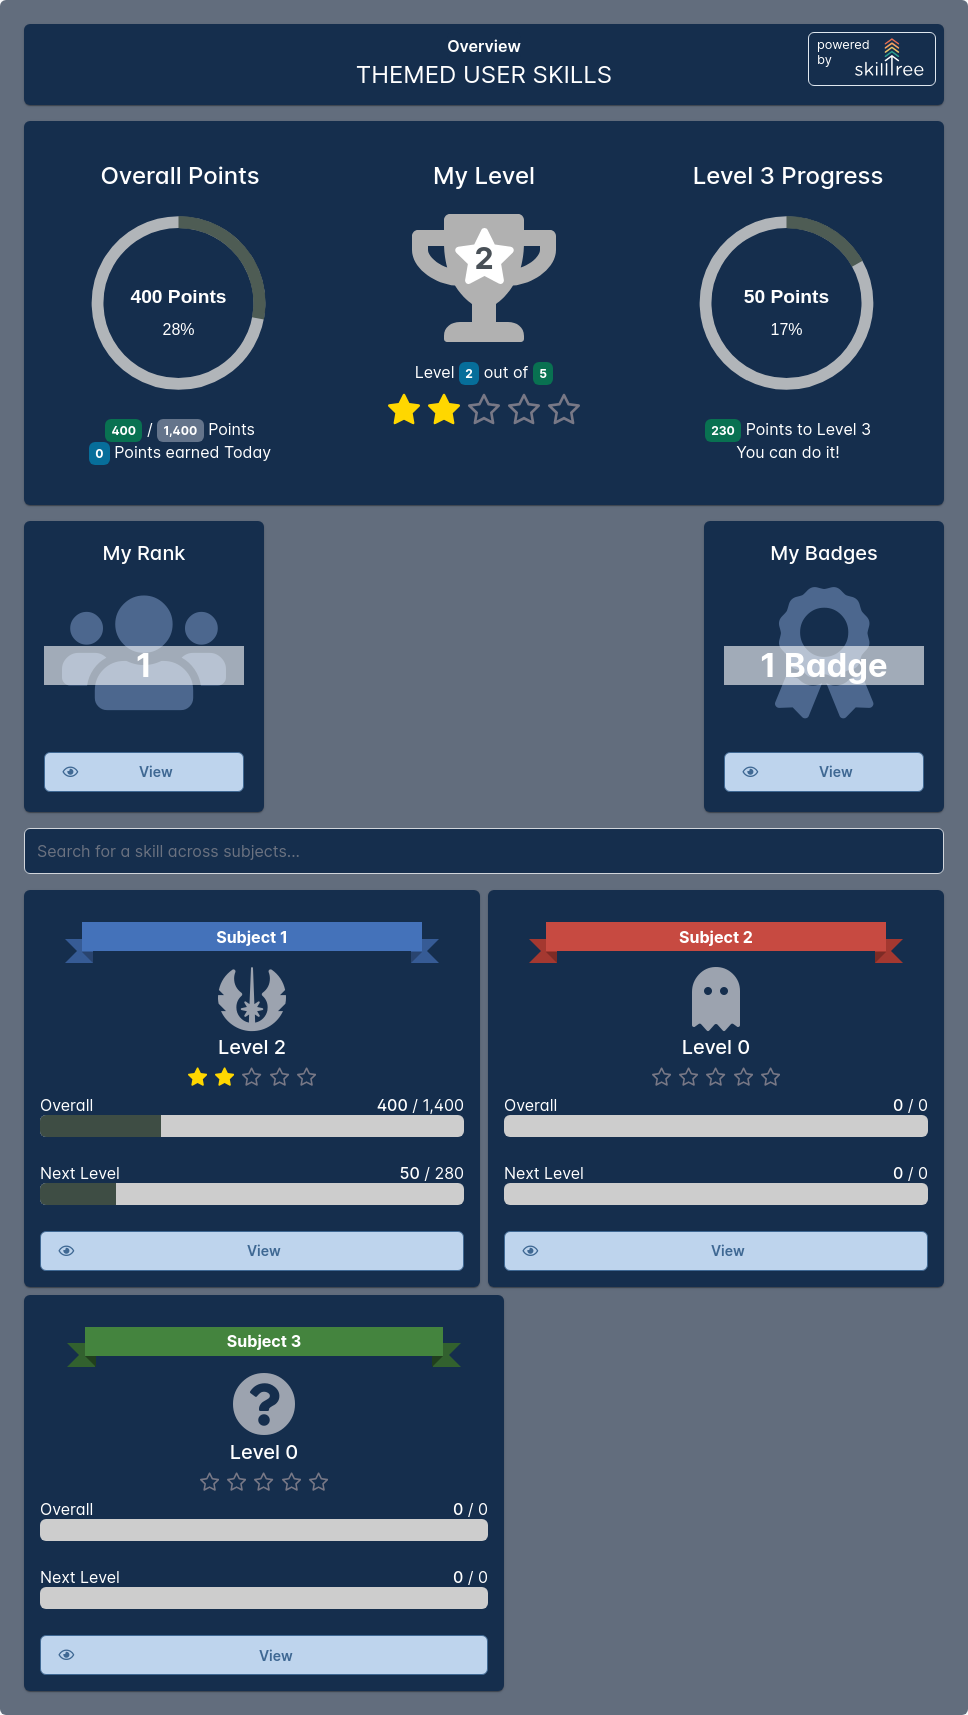 Overview
THEMED USER SKILLS
powered
by
skilltree
Overall Points
400 Points
28%
400 / 1,400 Points
0 Points earned Today
My Level
2
Level 2 out of 5
Level 3 Progress
50 Points
17%
230 Points to Level 3
You can do it!
My Rank
1
View
My Badges
1 Badge
View
Search for a skill across subjects...
Subject 1
Level 2
Overall 400 / 1,400
Next Level 50 / 280
View
Subject 2
Level 0
Overall 0 / 0
Next Level 0 / 0
View
Subject 3
Level 0
Overall 0 / 0
Next Level 0 / 0
View